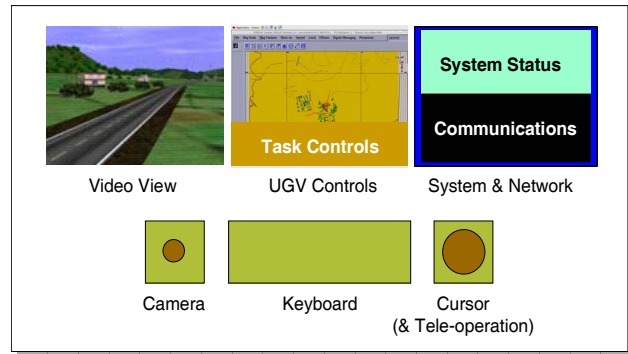 System Status
Communications
Task Controls
Video View
UGV Controls
System & Network
Camera
Keyboard
Cursor
(& Tele-operation)